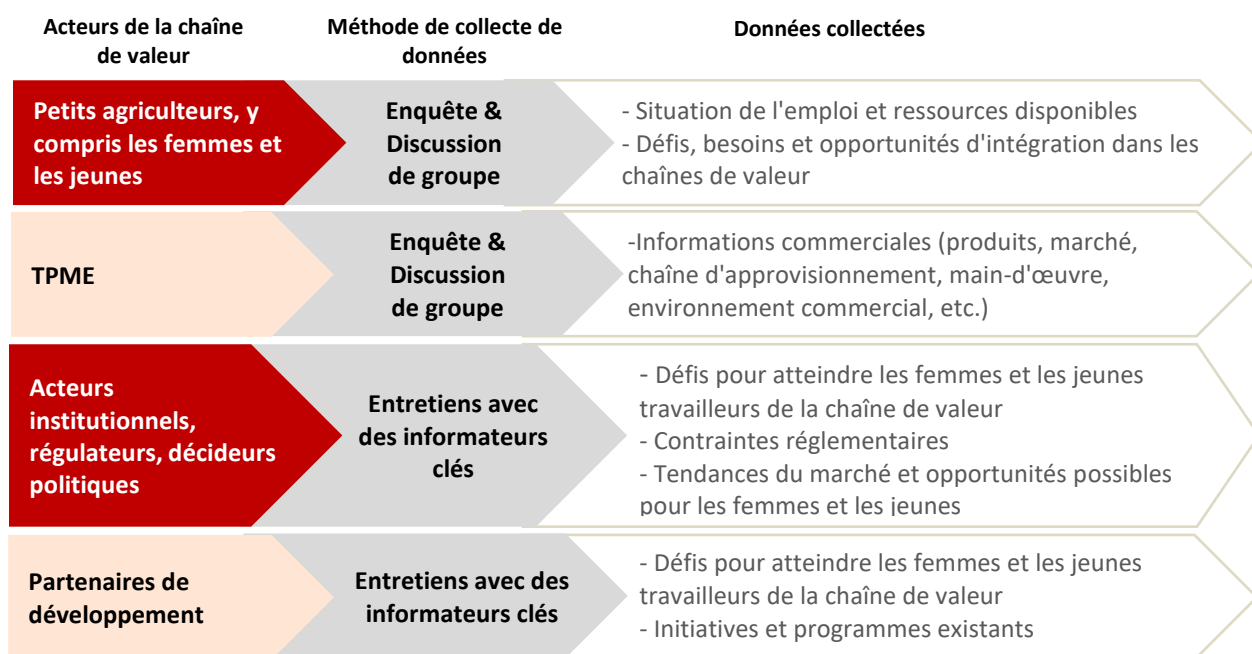 Acteurs de la chaîne
de valeur
Méthode de collecte de
données
Données collectées
Petits agriculteurs, y
compris les femmes et
les jeunes
Enquête &
Discussion
de groupe
- Situation de l'emploi et ressources disponibles
- Défis, besoins et opportunités d'intégration dans les
chaînes de valeur
TPME
Enquête &
Discussion
de groupe
-Informations commerciales (produits, marché,
chaîne d'approvisionnement, main-d'œuvre,
environnement commercial, etc.)
Acteurs
institutionnels,
régulateurs, décideurs
politiques
Entretiens avec
des informateurs
clés
- Défis pour atteindre les femmes et les jeunes
travailleurs de la chaîne de valeur
- Contraintes réglementaires
- Tendances du marché et opportunités possibles
pour les femmes et les jeunes
Partenaires de
développement
Entretiens avec des
informateurs clés
- Défis pour atteindre les femmes et les jeunes
travailleurs de la chaîne de valeur
- Initiatives et programmes existants